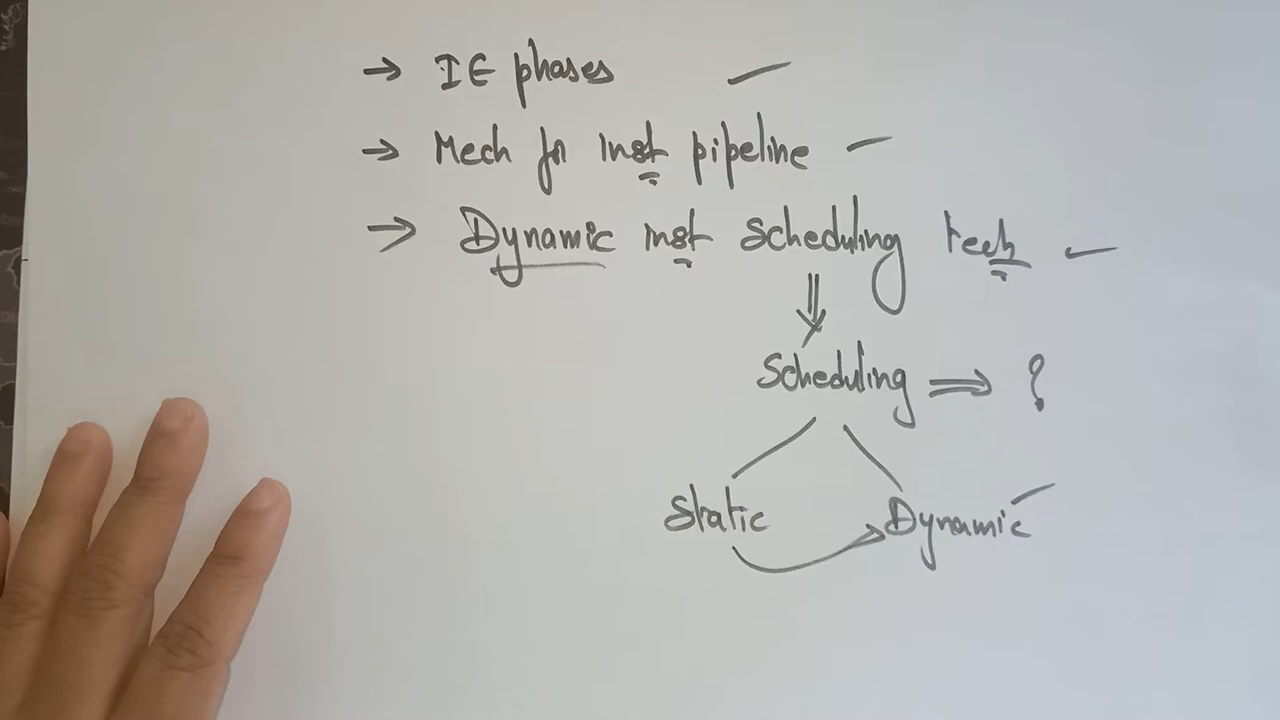 → IE phases
→ Mech for inst pipeline
→ Dynamic inst scheduling tech
Scheduling ⇒ ?
Static Dynamic